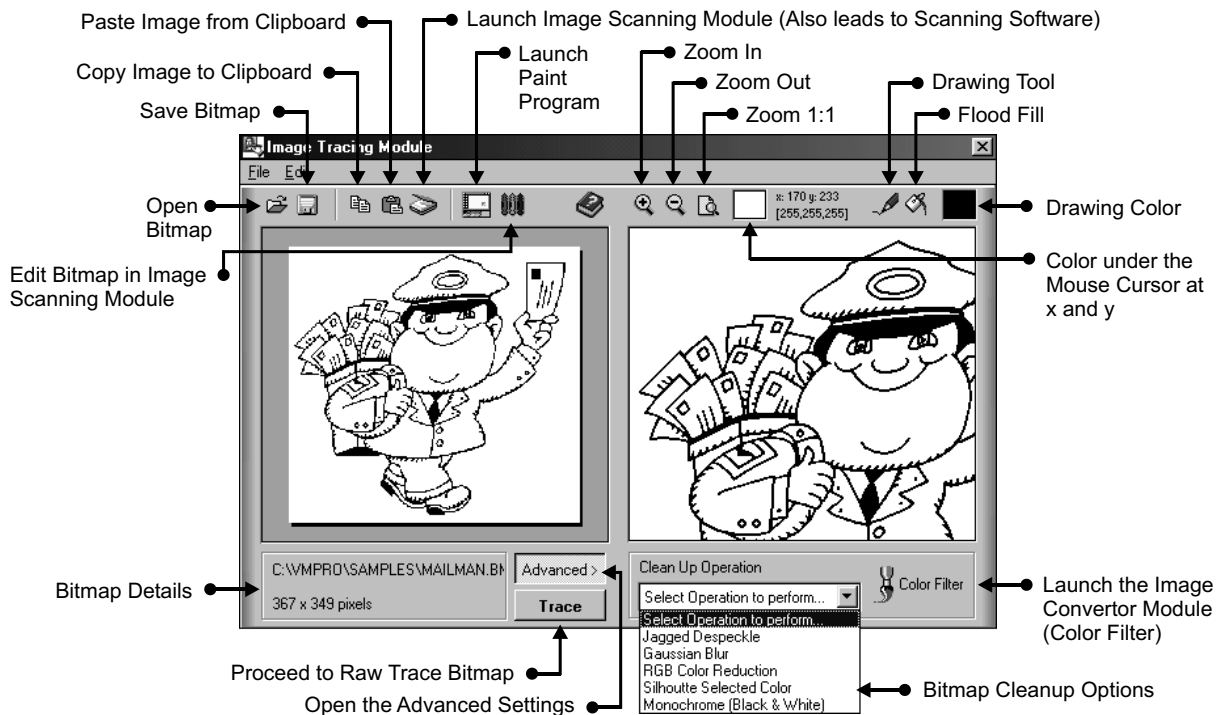 Paste Image from Clipboard
Launch Image Scanning Module (Also leads to Scanning Software)
Copy Image to Clipboard
Launch
Paint
Program
Zoom In
Zoom Out
Drawing Tool
Save Bitmap
Zoom 1:1
Flood Fill
Image Tracing Module
File Edi
Open
Bitmap
x: 170 y: 233
[255,255,255]
Drawing Color
Edit Bitmap in Image
Scanning Module
Color under the
Mouse Cursor at
x and y
Bitmap Details
C:\VMPRO\SAMPLES\MAILMAN.BM
367 x 349 pixels
Advanced >
Trace
Clean Up Operation
Select Operation to perform...
Color Filter
Select Operation to perform...
Jagged Despeckle
Gaussian Blur
RGB Color Reduction
Silhoutte Selected Color
Monochrome (Black & White)
Launch the Image
Convertor Module
(Color Filter)
Proceed to Raw Trace Bitmap
Open the Advanced Settings
Bitmap Cleanup Options